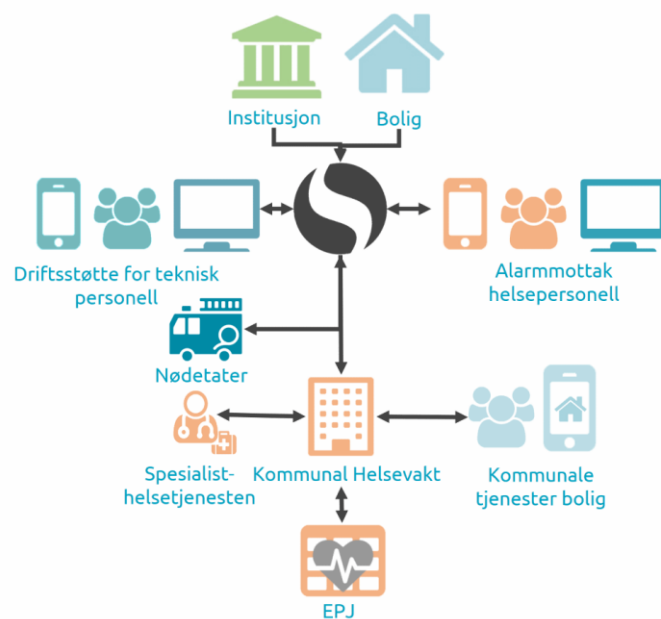 Institusjon
Bolig
Driftsstøtte for teknisk
personell
Alarmmottak
helsepersonell
Nødetater
Spesialist-
helsetjenesten
Kommunal Helsevakt
Kommunale
tjenester bolig
EPJ